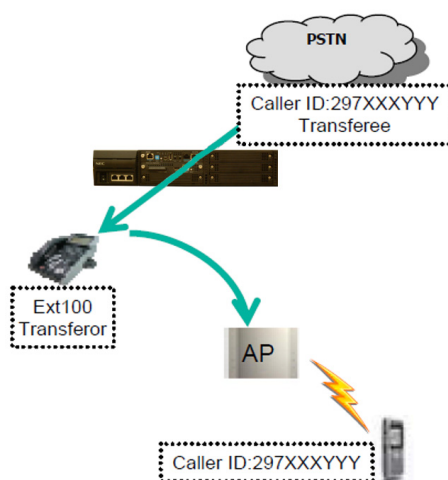 PSTN
Caller ID:297XXXYYY
Transferee
Ext100
Transferor
AP
Caller ID:297XXXYYY